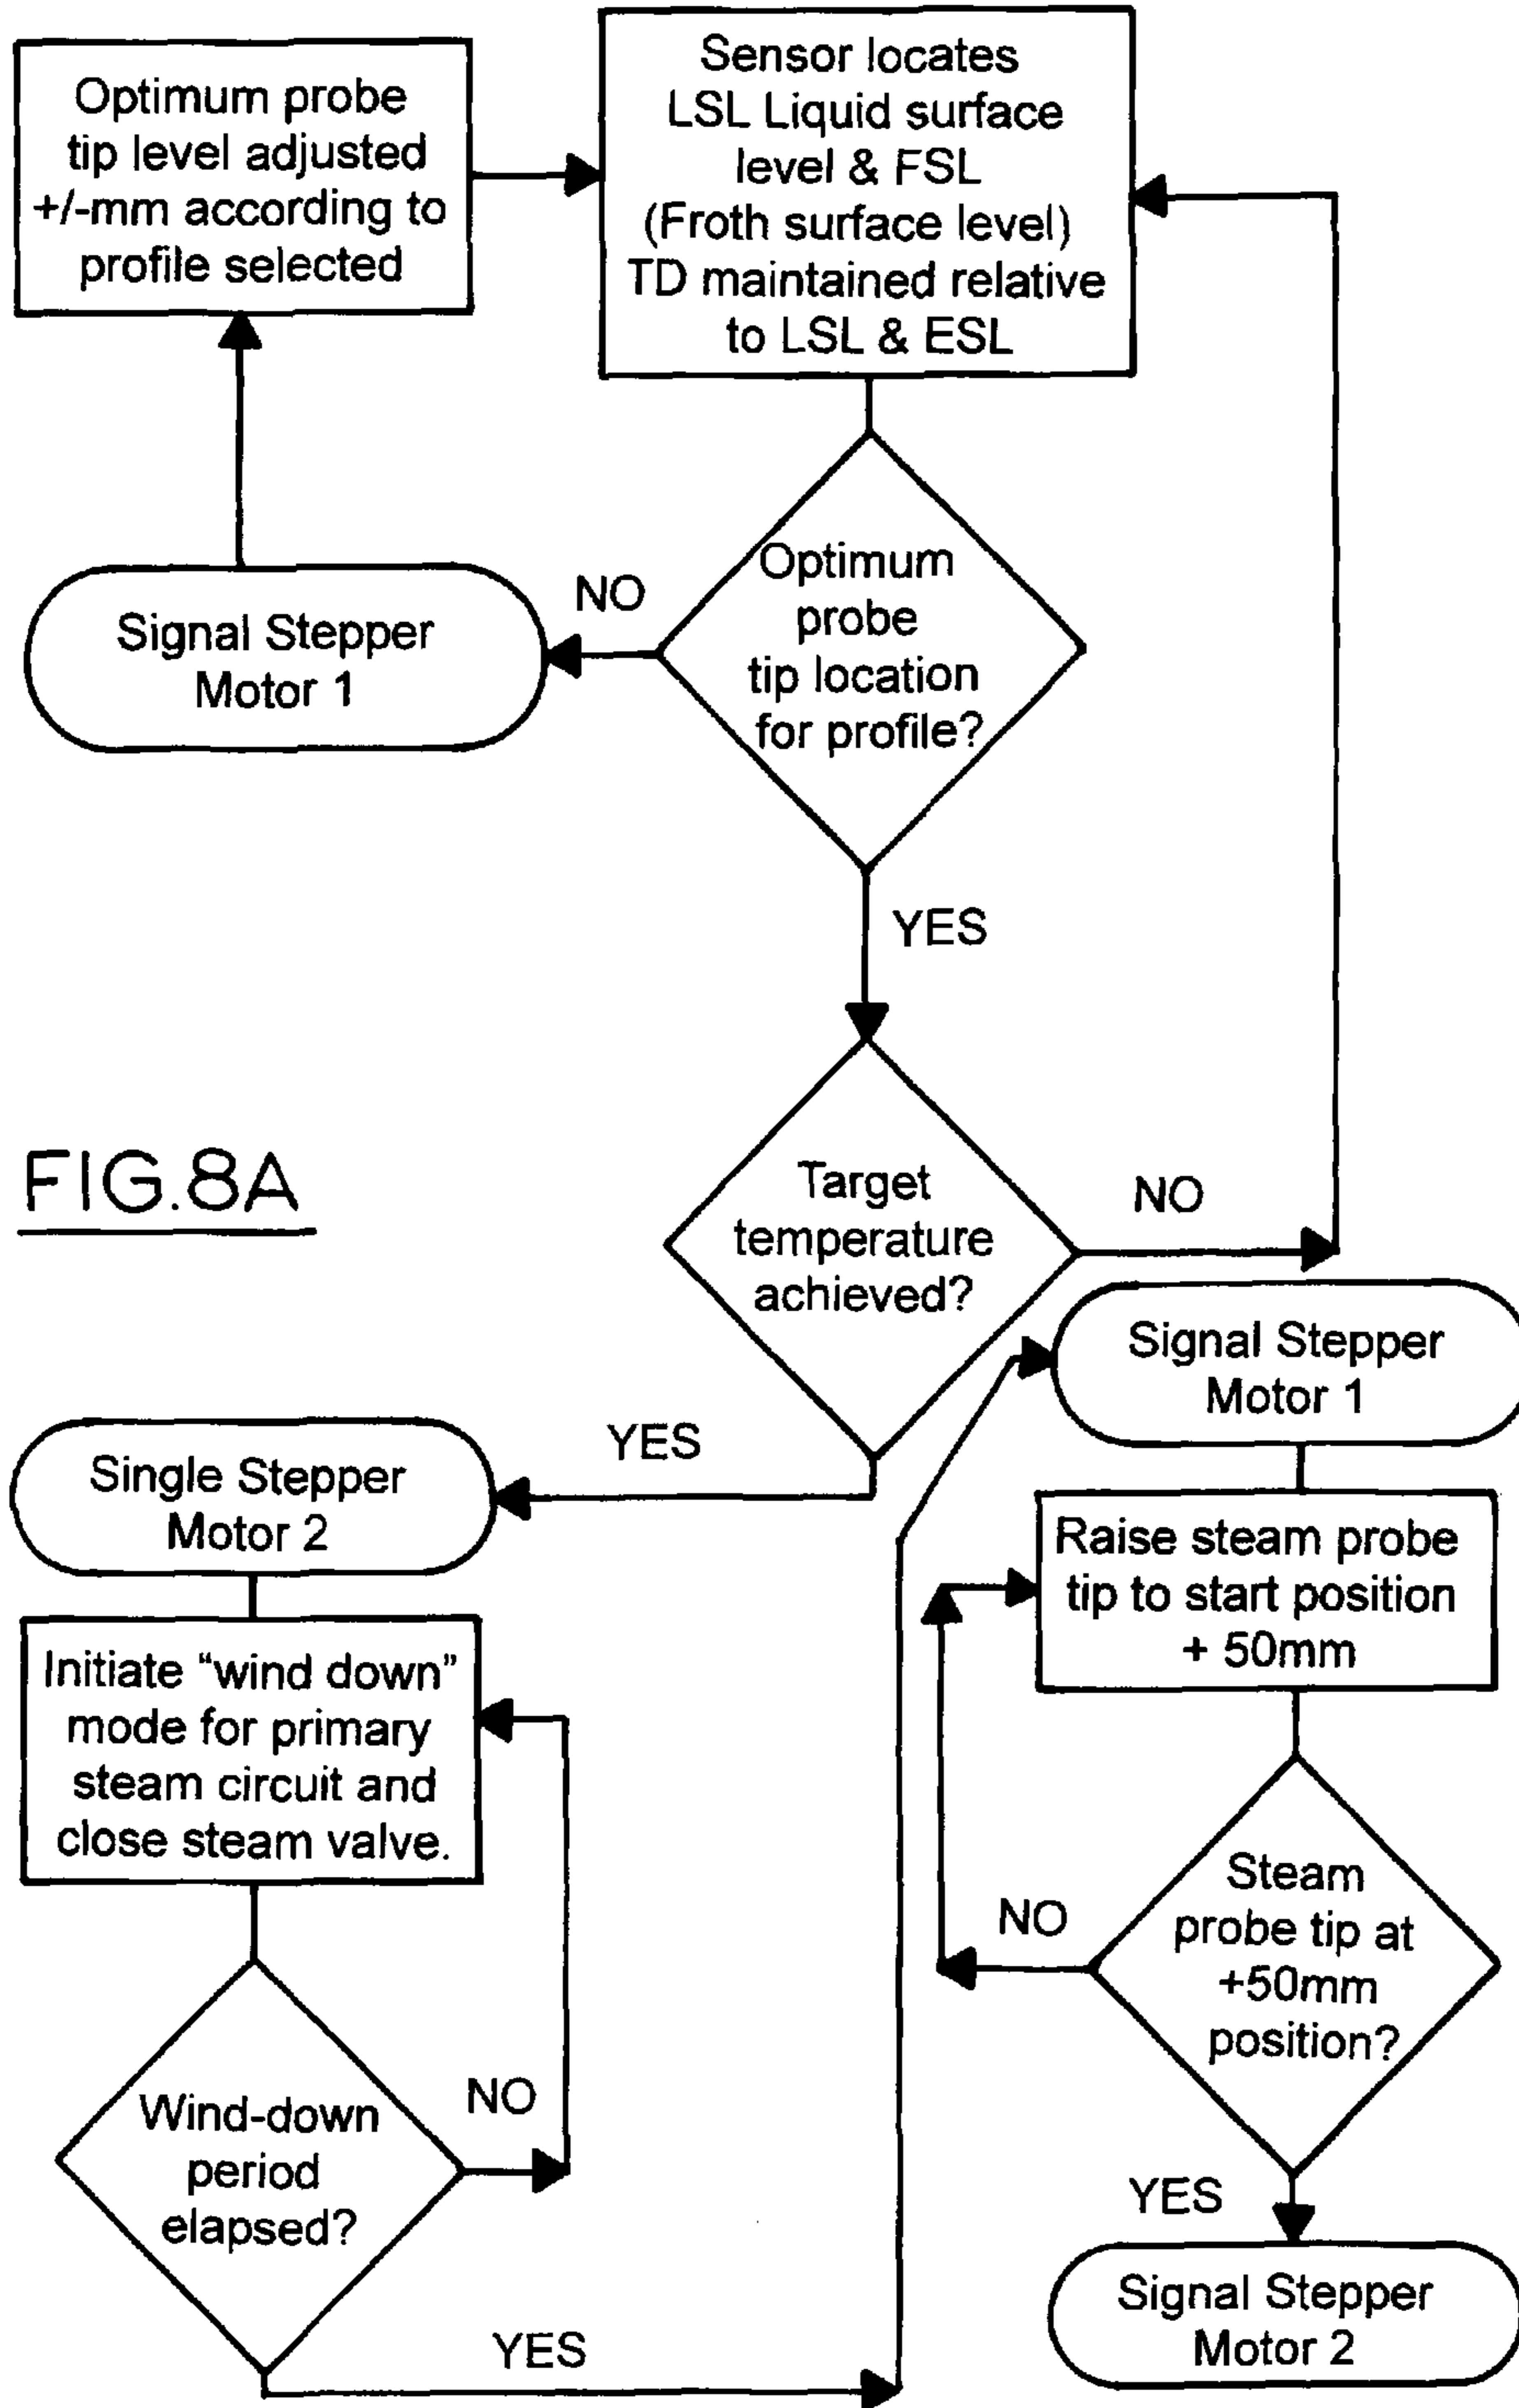 Optimum probe
tip level adjusted
+/-mm according to
profile selected
Sensor locates
LSL Liquid surface
level & FSL
(Froth surface level)
TD maintained relative
to LSL & ESL
Optimum
probe
tip location
for profile?
NO
Signal Stepper
Motor 1
YES
FIG.8A
Target
temperature
achieved?
NO
Signal Stepper
Motor 1
YES
Single Stepper
Motor 2
Raise steam probe
tip to start position
+ 50mm
Initiate “wind down”
mode for primary
steam circuit and
close steam valve.
Steam
probe tip at
+50mm
position?
NO
Wind-down
period
elapsed?
NO
YES
YES
Signal Stepper
Motor 2